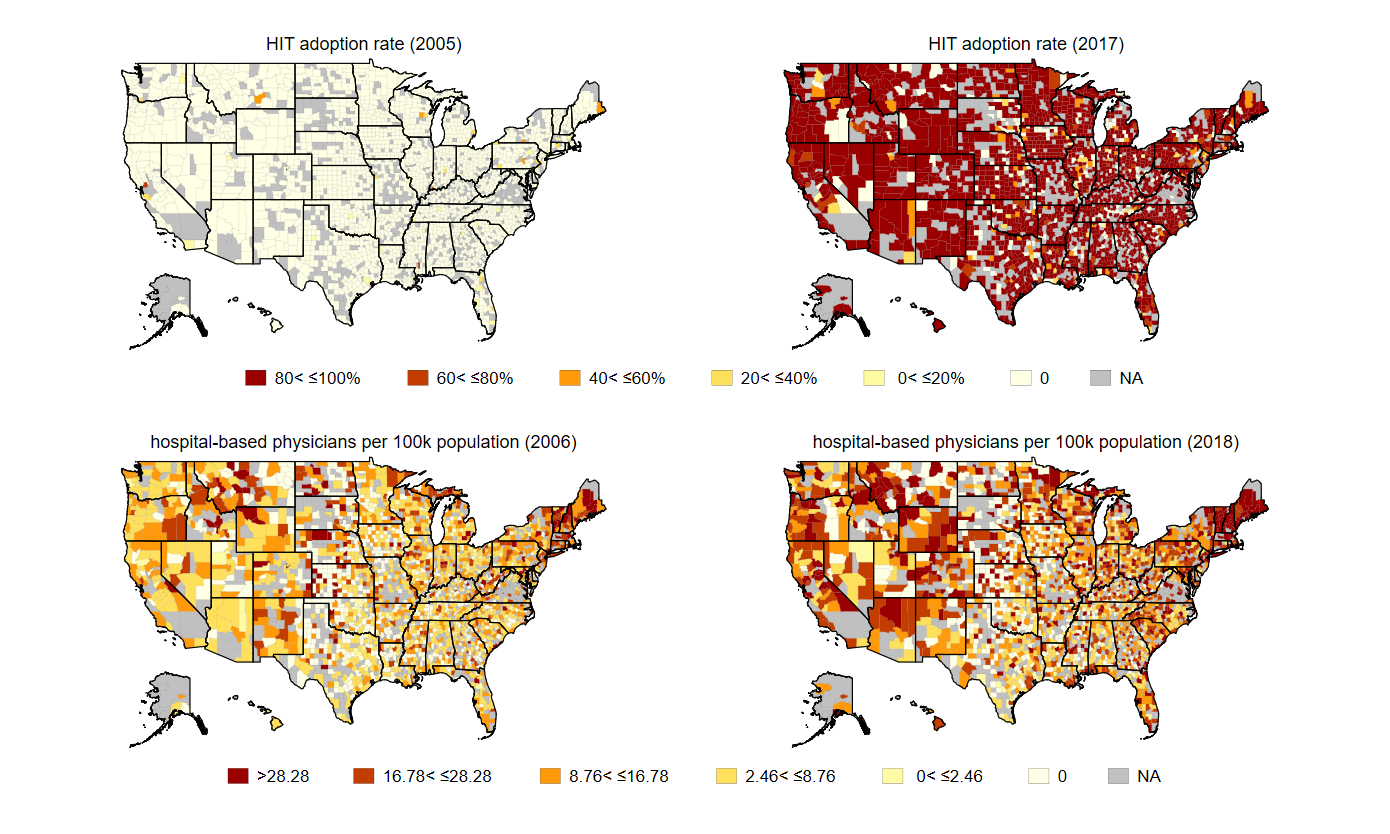 HIT adoption rate (2005) HIT adoption rate (2017)
80< ≤100% 60< ≤80% 40< ≤60% 20< ≤40% 0< ≤20% 0 NA
hospital-based physicians per 100k population (2006) hospital-based physicians per 100k population (2018)
>28.28 16.78< ≤28.28 8.76< ≤16.78 2.46< ≤8.76 0< ≤2.46 0 NA